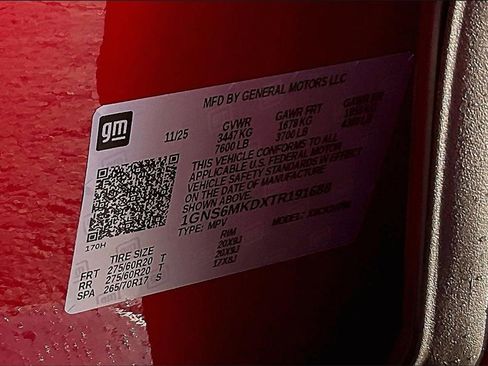 MFD BY GENERAL MOTORS LLC
gm
11/25
GVWR GAWR FRT GAWR RR
3447 KG 1678 KG
7600 LB 3700 LB
THIS VEHICLE CONFORMS TO ALL
APPLICABLE U.S. FEDERAL MOTOR
VEHICLE SAFETY STANDARDS IN EFFECT
ON THE DATE OF MANUFACTURE
SHOWN ABOVE.
1GNS6MKDXTR191688
TYPE: MPV MODEL:
170H
TIRE SIZE RIM
FRT 275/60R20 T 20X9J
RR 275/60R20 T 20X9J
SPA 265/70R17 S 17X8J